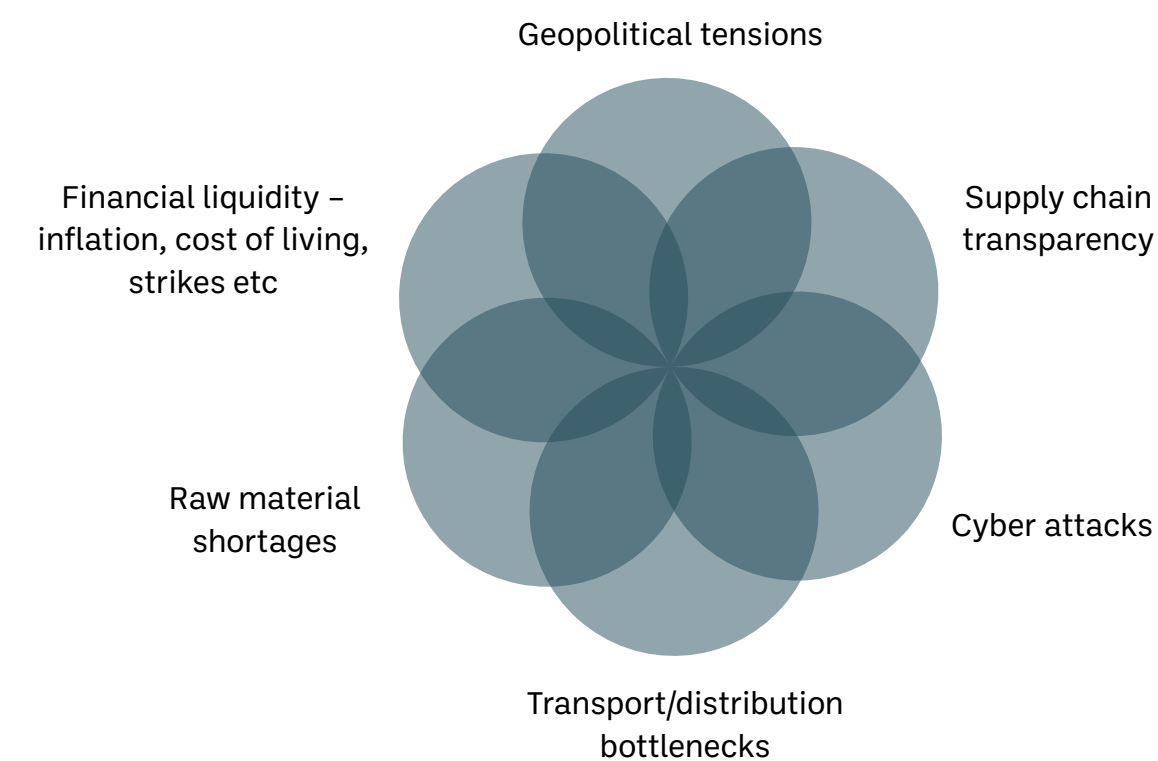 Geopolitical tensions
Financial liquidity –
inflation, cost of living,
strikes etc
Supply chain
transparency
Raw material
shortages
Cyber attacks
Transport/distribution
bottlenecks